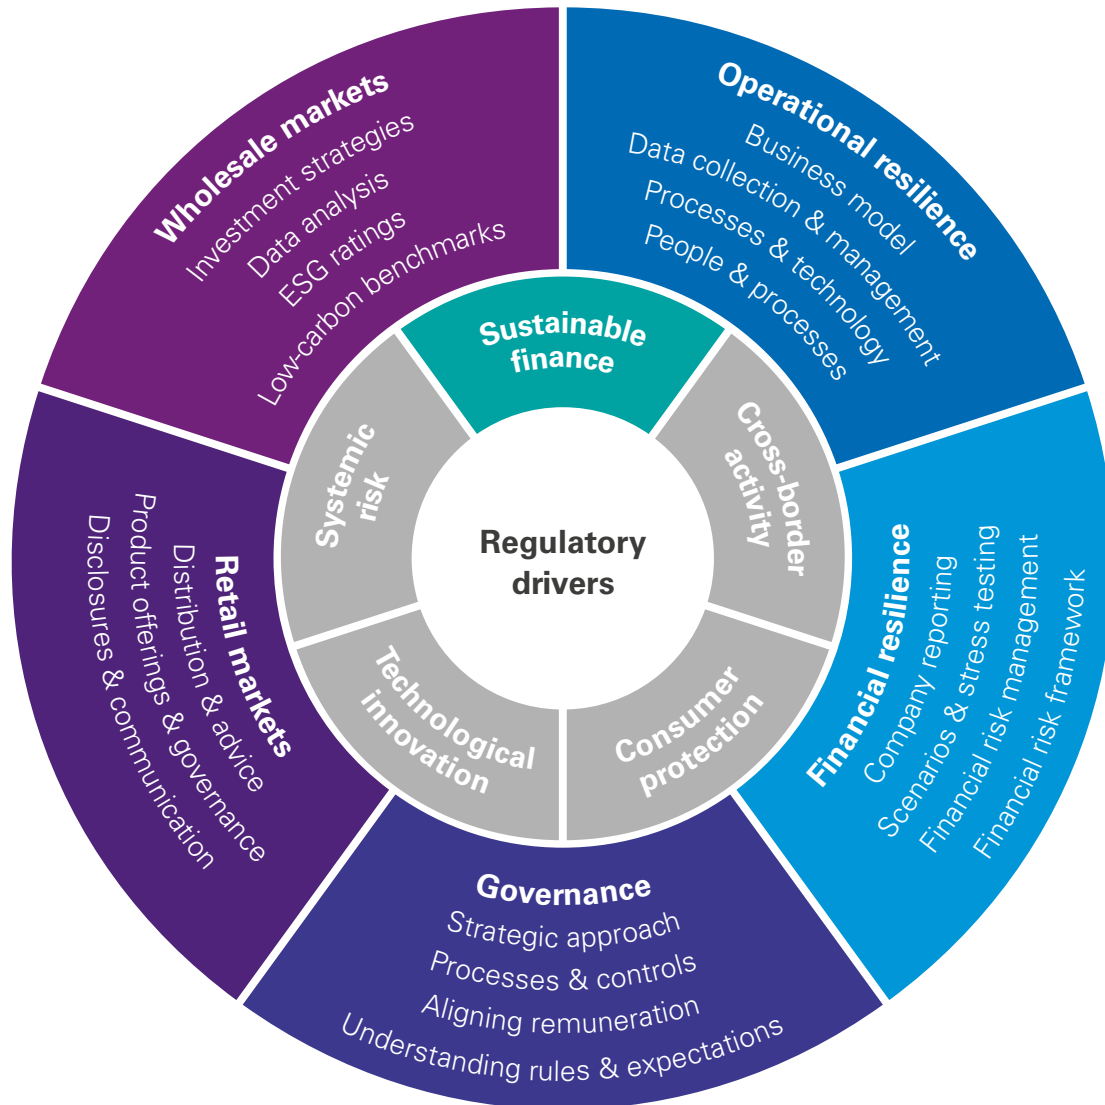 Regulatory
drivers
Sustainable
finance
Cross-border
activity
Consumer
protection
Technological
innovation
Systemic
risk
Operational resilience
Business model
Data collection & management
Processes & technology
People & processes
Financial resilience
Company reporting
Scenarios & stress testing
Financial risk management
Financial risk framework
Governance
Strategic approach
Processes & controls
Aligning remuneration
Understanding rules & expectations
Retail markets
Distribution & advice
Product offerings & governance
Disclosures & communication
Wholesale markets
Investment strategies
Data analysis
ESG ratings
Low-carbon benchmarks